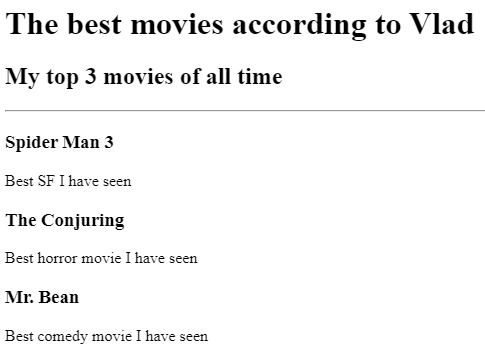 The best movies according to Vlad
My top 3 movies of all time
Spider Man 3
Best SF I have seen
The Conjuring
Best horror movie I have seen
Mr. Bean
Best comedy movie I have seen